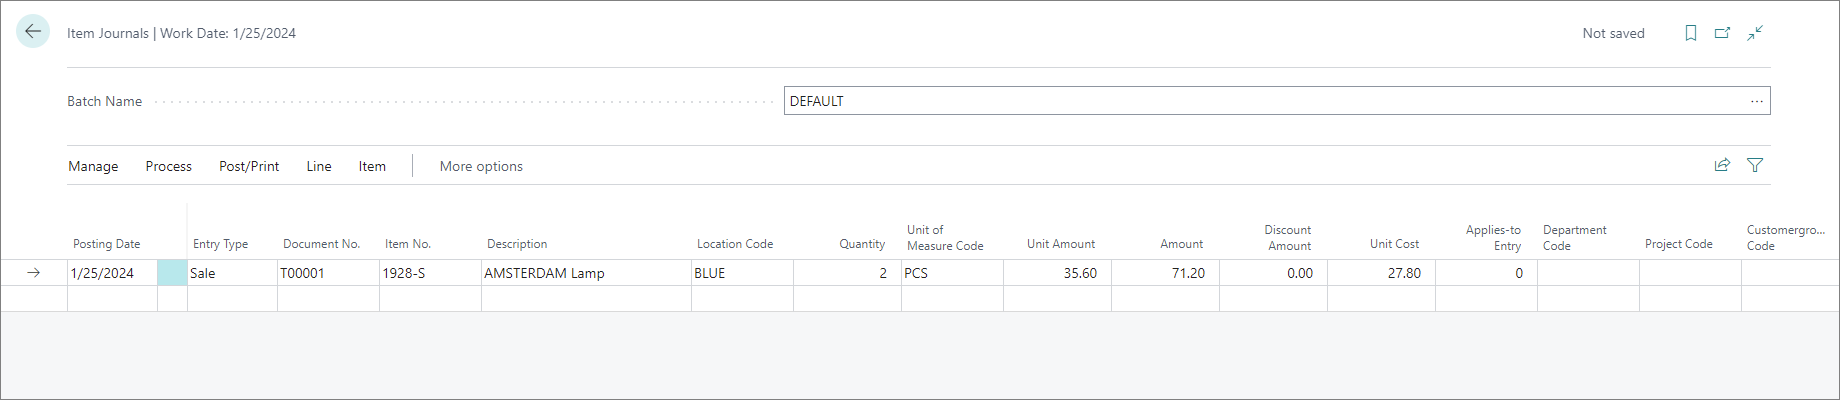 Item Journals | Work Date: 1/25/2024
Not saved
Batch Name
DEFAULT
Manage Process Post/Print Line Item More options
Posting Date Entry Type Document No. Item No. Description Location Code Quantity Unit of Measure Code Unit Amount Amount Discount Amount Unit Cost Applies-to Entry Department Code Project Code Customergro... Code
1/25/2024 Sale T00001 1928-S AMSTERDAM Lamp BLUE 2 PCS 35.60 71.20 0.00 27.80 0